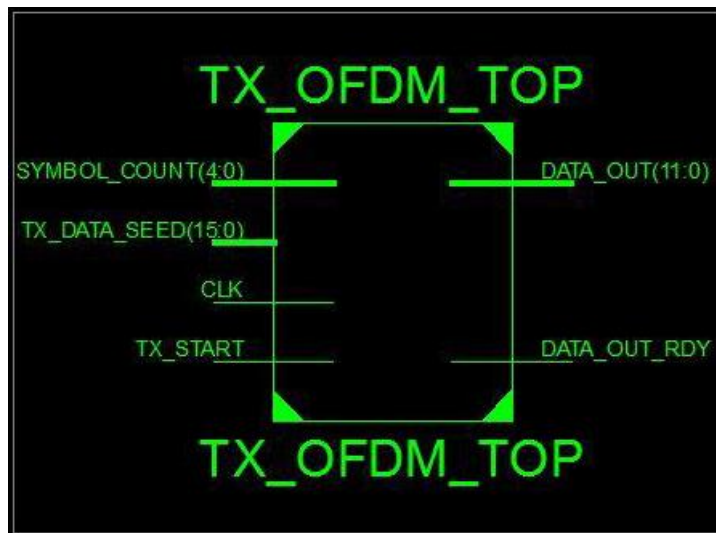 TX_OFDM_TOP
SYMBOL_COUNT(4:0)
DATA_OUT(11:0)
TX_DATA_SEED(15:0)
CLK
TX_START
DATA_OUT_RDY
TX_OFDM_TOP